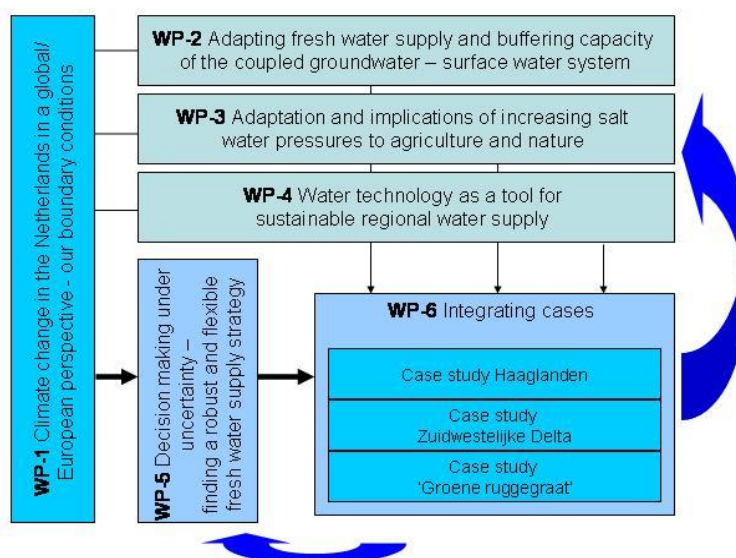 WP-1 Climate change in the Netherlands in a global/
European perspective - our boundary conditions
WP-2 Adapting fresh water supply and buffering capacity
of the coupled groundwater – surface water system
WP-3 Adaptation and implications of increasing salt
water pressures to agriculture and nature
WP-4 Water technology as a tool for
sustainable regional water supply
WP-5 Decision making under
uncertainty –
finding a robust and flexible
fresh water supply strategy
WP-6 Integrating cases
Case study Haaglanden
Case study
Zuidwestelijke Delta
Case study
'Groene ruggegraat'